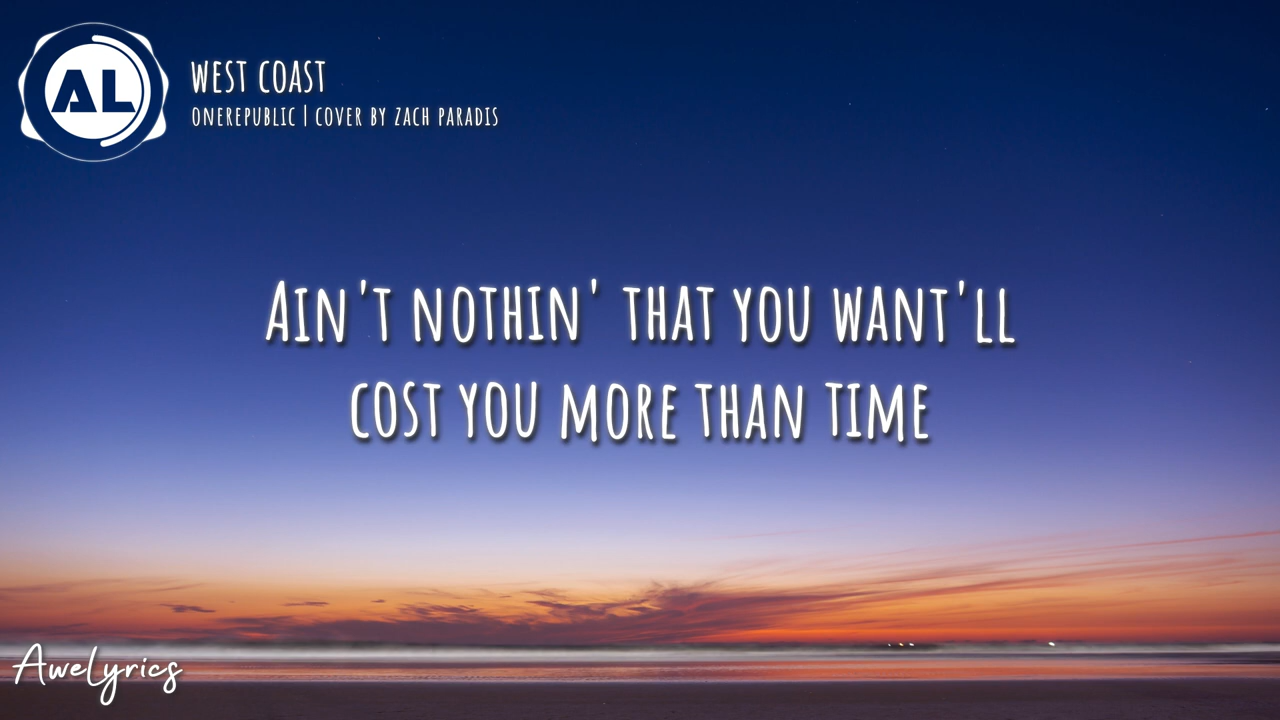 AL
WEST COAST
ONEREPUBLIC | COVER BY ZACH PARADIS
AIN'T NOTHIN' THAT YOU WANT'LL
COST YOU MORE THAN TIME
AweLyrics